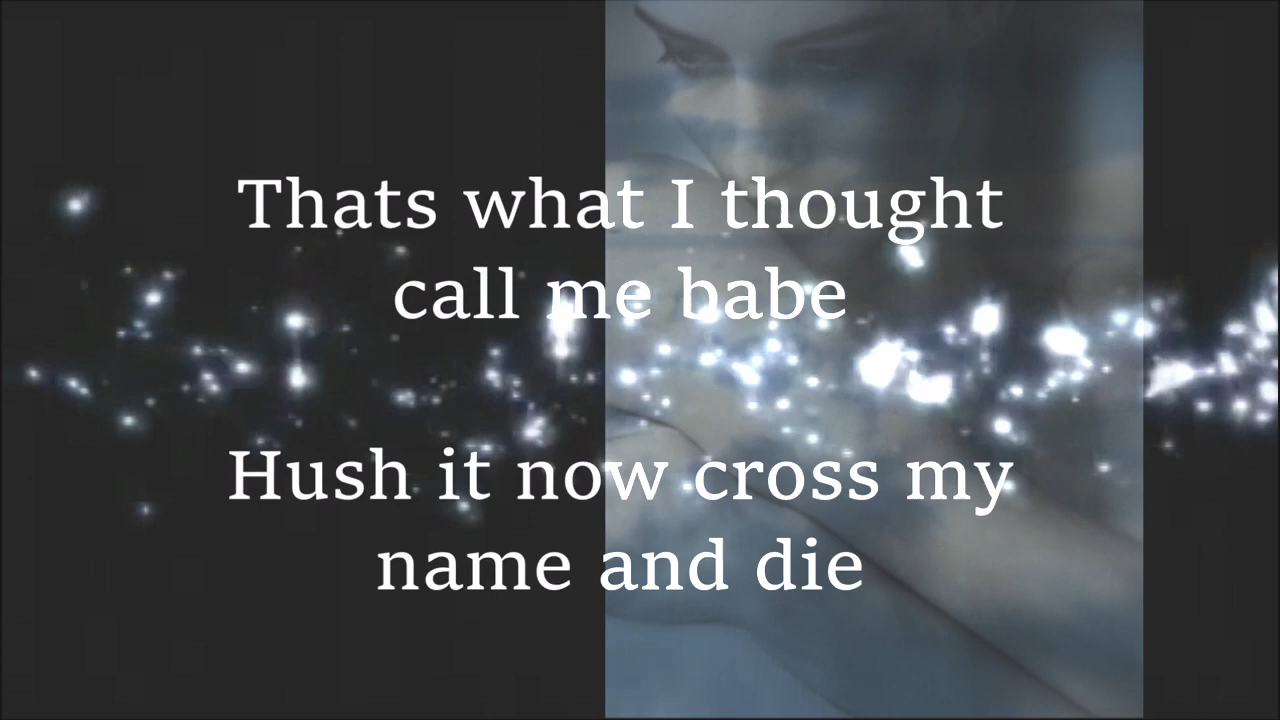 Thats what I thought
call me babe
Hush it now cross my
name and die